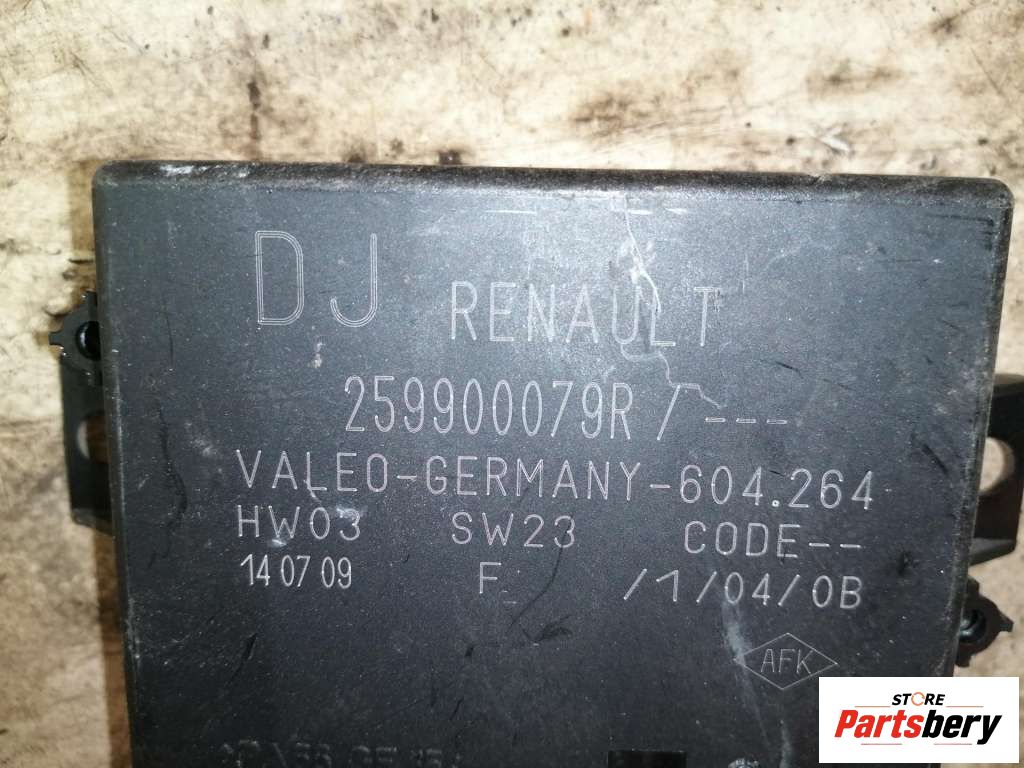 DJ RENAULT
259900079R / ---
VALEO-GERMANY-604.264
HW03 SW23 CODE--
14 07 09 F /1/04/0B
AFK
STORE
Partsbery